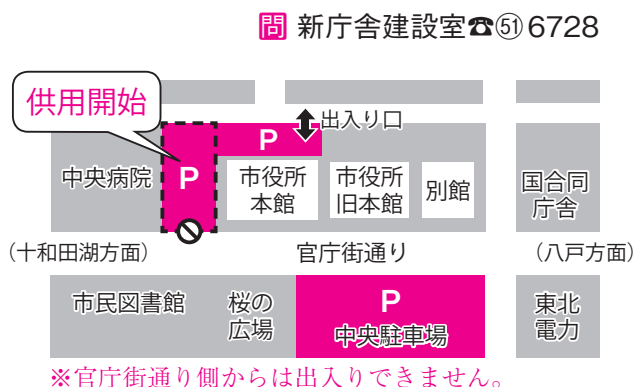 問 新庁舎建設室☎51 6728
供用開始
出入り口
P
中央病院
P
市役所
本館
市役所
旧本館
別館
国合同
庁舎
(十和田湖方面)
官庁街通り
(八戸方面)
市民図書館
桜の
広場
P
中央駐車場
東北
電力
※官庁街通り側からは出入りできません。